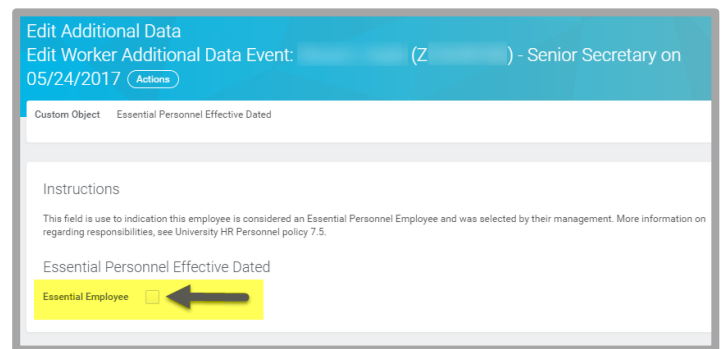 Edit Additional Data
Edit Worker Additional Data Event: (Z ) - Senior Secretary on
05/24/2017 Actions
Custom Object Essential Personnel Effective Dated
Instructions
This field is use to indication this employee is considered an Essential Personnel Employee and was selected by their management. More information on
regarding responsibilities, see University HR Personnel policy 7.5.
Essential Personnel Effective Dated
Essential Employee